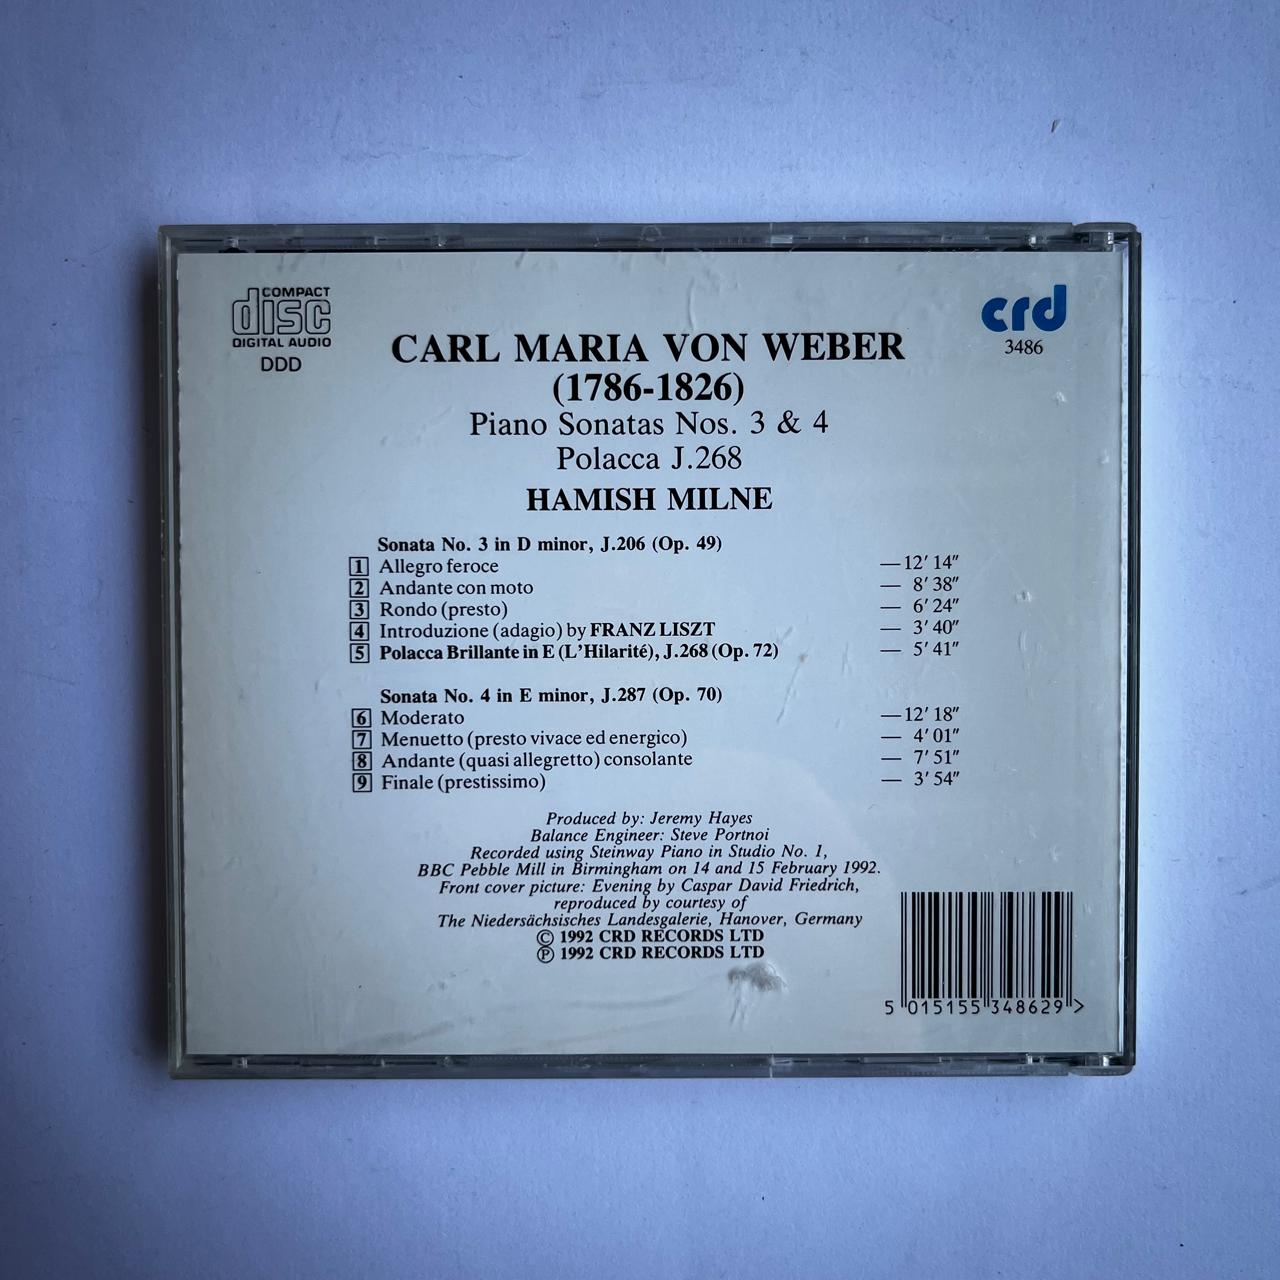 COMPACT
disc
DIGITAL AUDIO
DDD
crd
3486
CARL MARIA VON WEBER
(1786-1826)
Piano Sonatas Nos. 3 & 4
Polacca J.268
HAMISH MILNE
Sonata No. 3 in D minor, J.206 (Op. 49)
1 Allegro feroce — 12′ 14″
2 Andante con moto — 8′ 38″
3 Rondo (presto) — 6′ 24″
4 Introduzione (adagio) by FRANZ LISZT — 3′ 40″
5 Polacca Brillante in E (L’Hilarité), J.268 (Op. 72) — 5′ 41″
Sonata No. 4 in E minor, J.287 (Op. 70)
6 Moderato — 12′ 18″
7 Menuetto (presto vivace ed energico) — 4′ 01″
8 Andante (quasi allegretto) consolante — 7′ 51″
9 Finale (prestissimo) — 3′ 54″
Produced by: Jeremy Hayes
Balance Engineer: Steve Portnoi
Recorded using Steinway Piano in Studio No. 1,
BBC Pebble Mill in Birmingham on 14 and 15 February 1992.
Front cover picture: Evening by Caspar David Friedrich,
reproduced by courtesy of
The Niedersächsisches Landesgalerie, Hanover, Germany
© 1992 CRD RECORDS LTD
℗ 1992 CRD RECORDS LTD
5 015155 348629 >